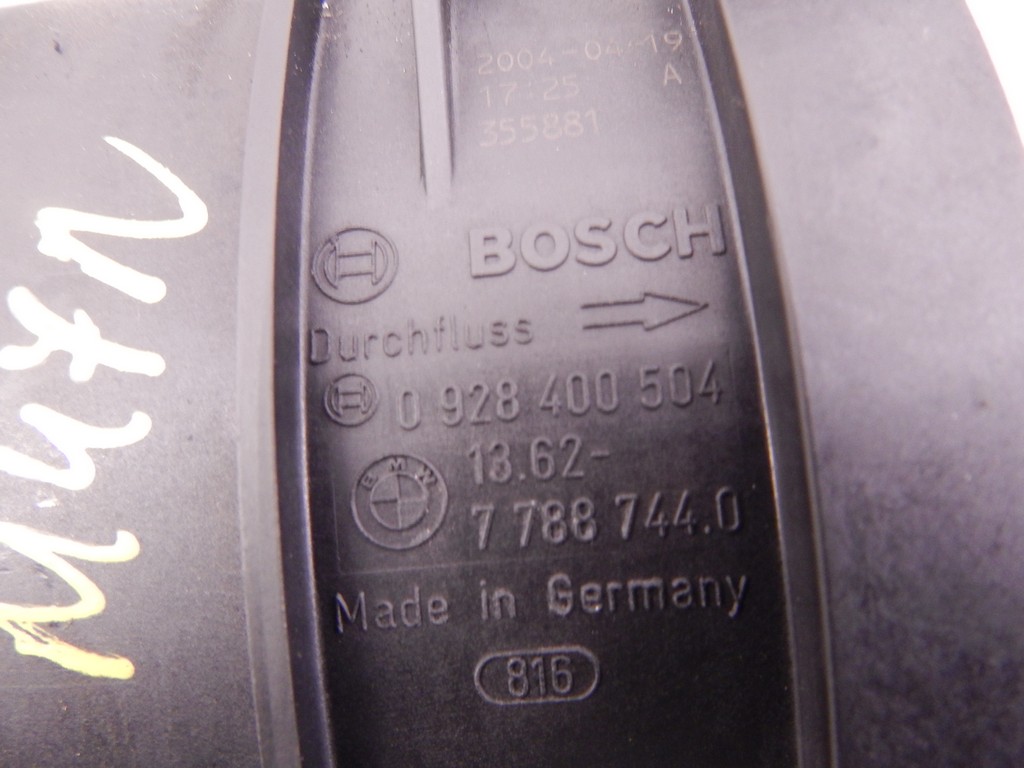 2004-04-19
17:25 A
355881
BOSCH
Durchfluss
0 928 400 504
13.62-
BMW
7 788 744.0
Made in Germany
816